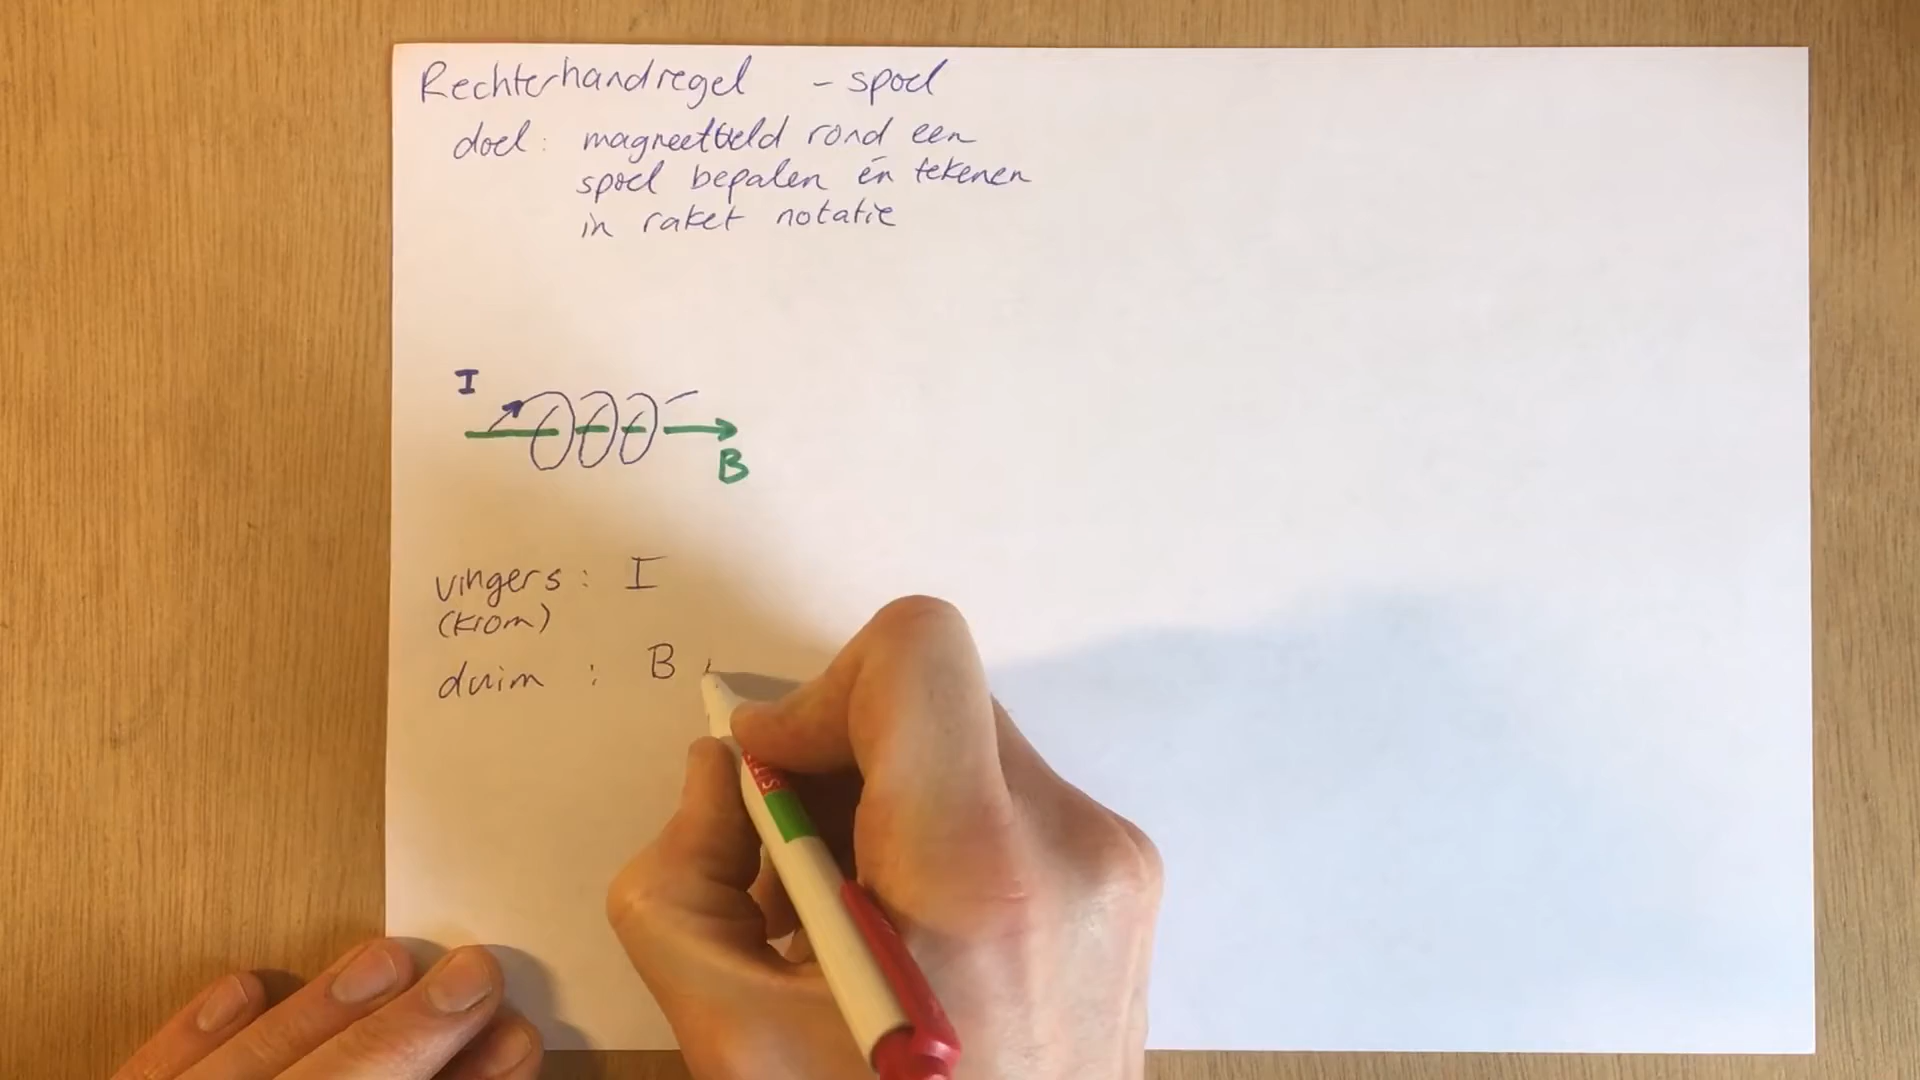 Rechterhandregel - spoel
doel: magneetveld rond een
spoel bepalen én tekenen
in raket notatie
I
B
vingers: I
(krom)
duim : B